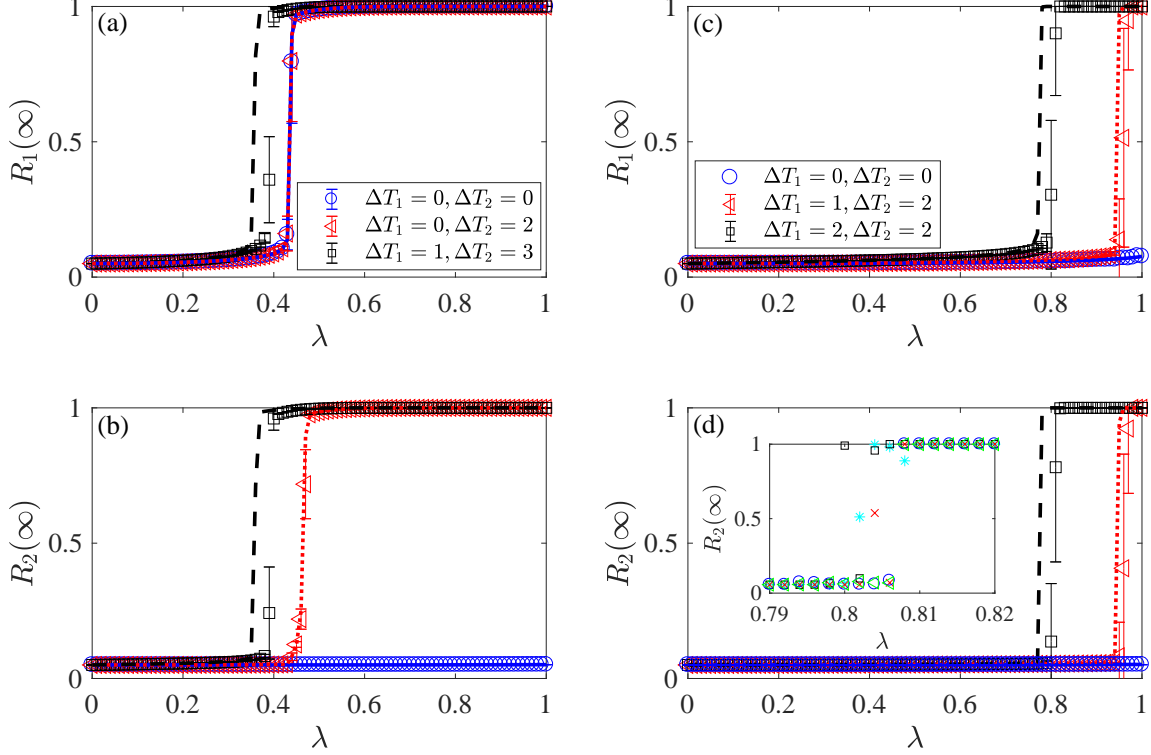 (a)
R₁(∞)
1
0.5
0
0 0.2 0.4 0.6 0.8 1
λ
ΔT₁ = 0, ΔT₂ = 0
ΔT₁ = 0, ΔT₂ = 2
ΔT₁ = 1, ΔT₂ = 3
(c)
R₁(∞)
1
0.5
0
0 0.2 0.4 0.6 0.8 1
λ
ΔT₁ = 0, ΔT₂ = 0
ΔT₁ = 1, ΔT₂ = 2
ΔT₁ = 2, ΔT₂ = 2
(b)
R₂(∞)
1
0.5
0
0 0.2 0.4 0.6 0.8 1
λ
(d)
R₂(∞)
1
0.5
0
0 0.2 0.4 0.6 0.8 1
λ
R₂(∞)
1
0.5
0
0.79 0.8 0.81 0.82
λ